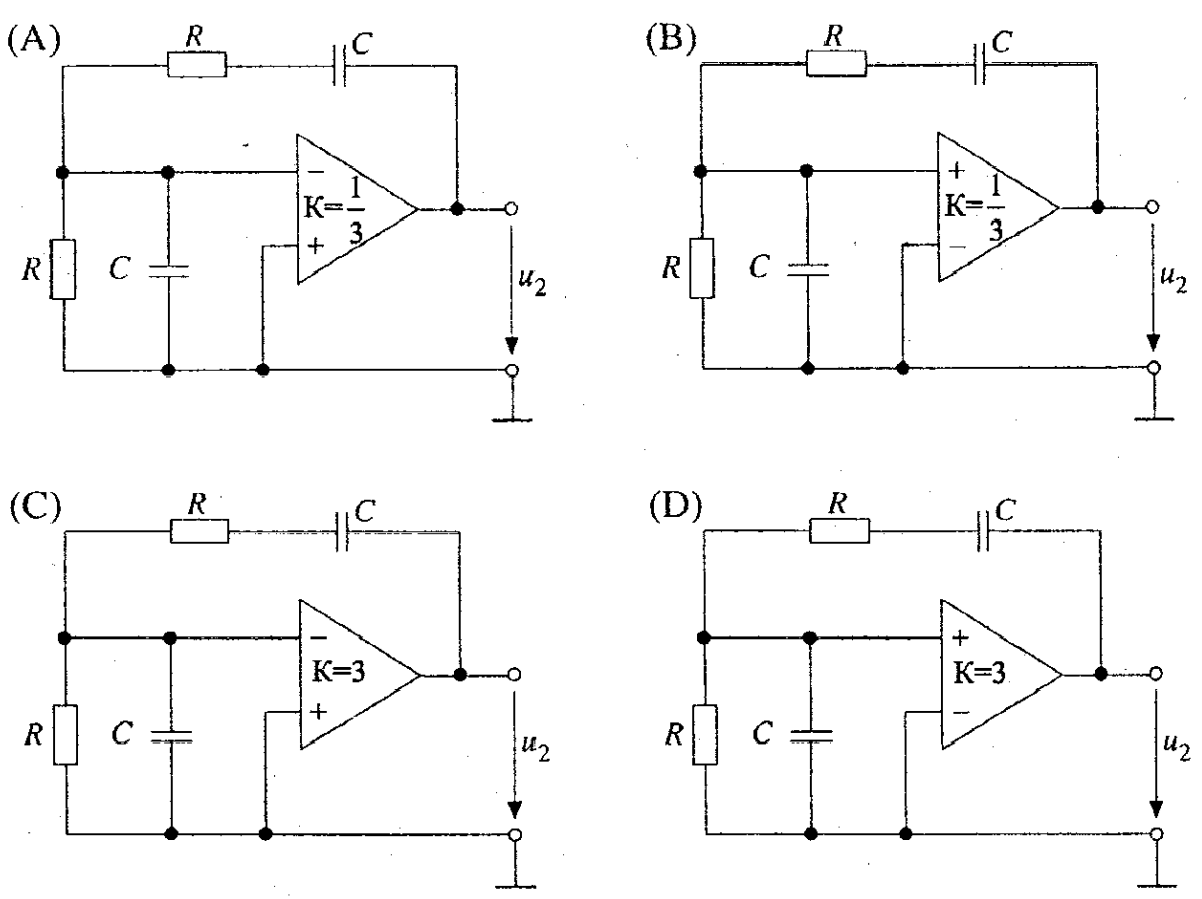 (A) R C
−
K=1/3
+
R C
u2
(B) R C
+
K=1/3
−
R C
u2
(C) R C
−
K=3
+
R C
u2
(D) R C
+
K=3
−
R C
u2